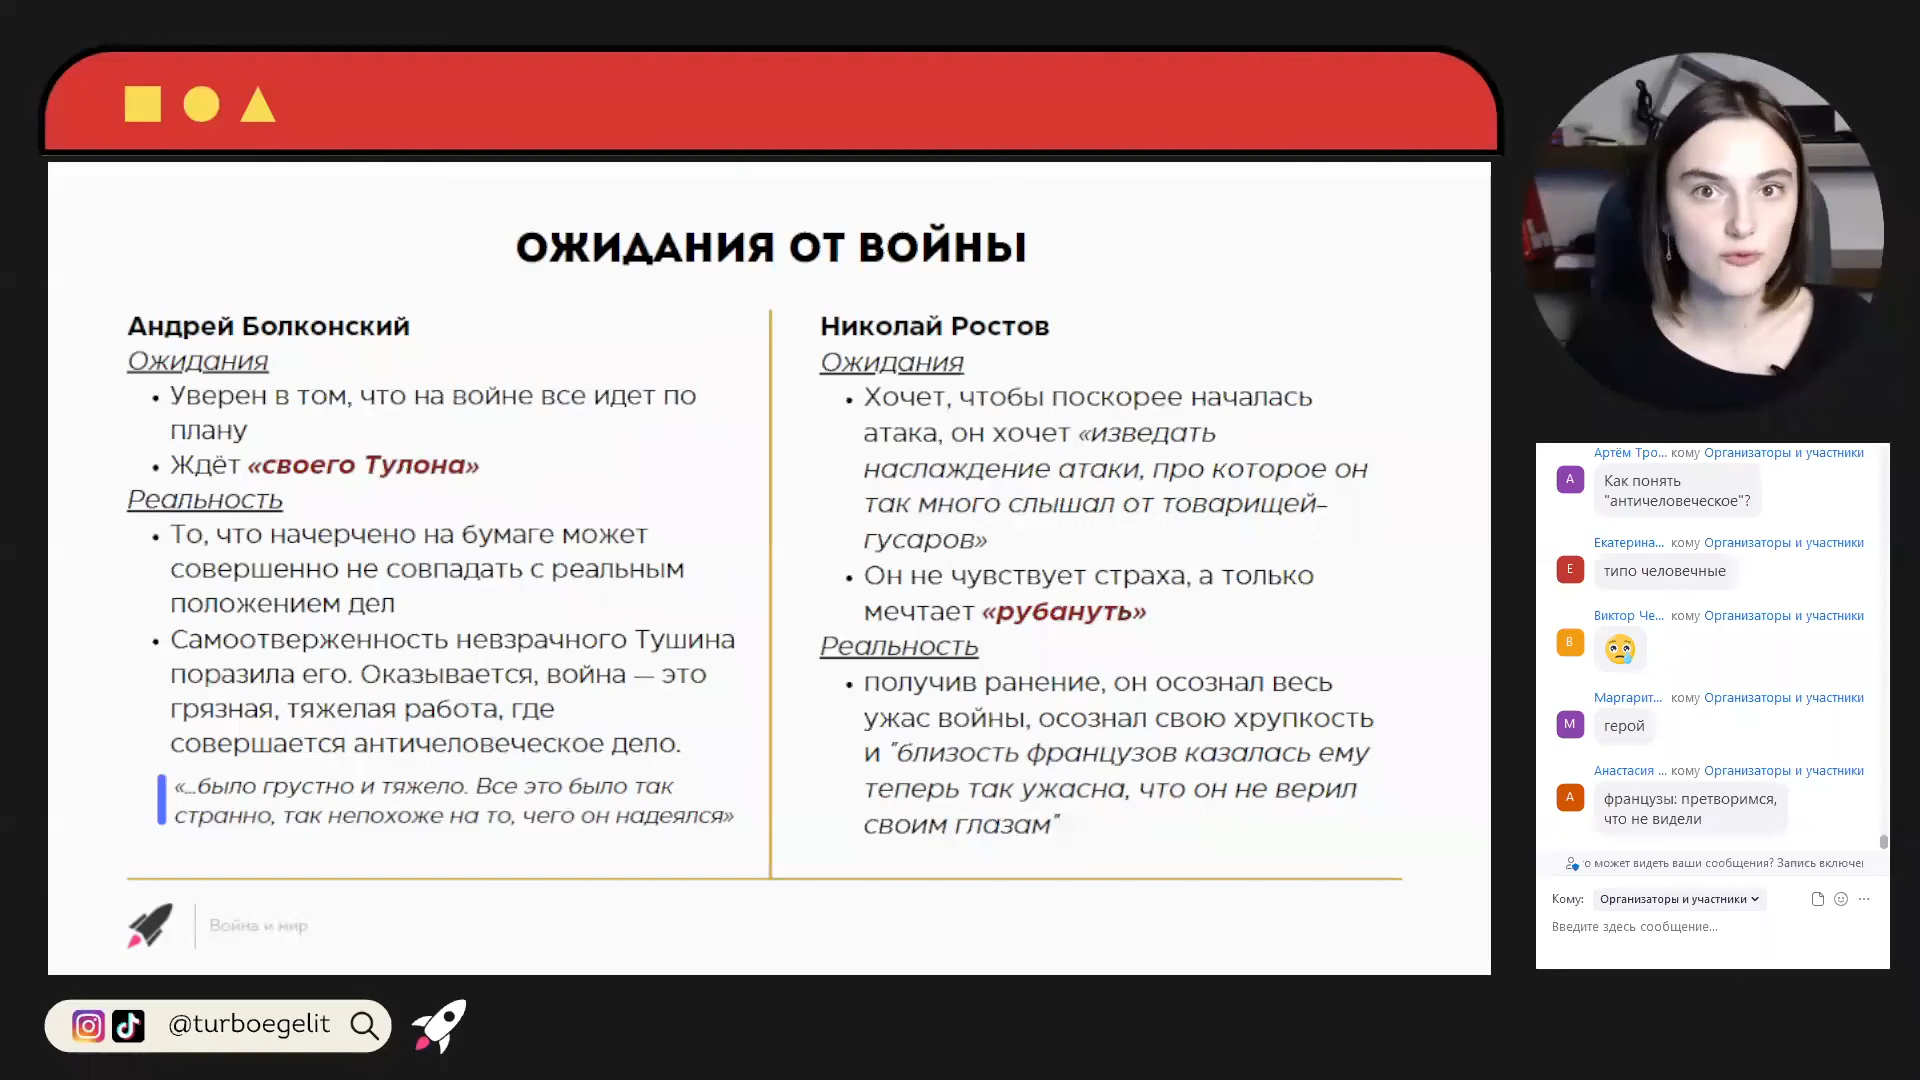 ОЖИДАНИЯ ОТ ВОЙНЫ
Андрей Болконский
Ожидания
• Уверен в том, что на войне все идет по
плану
• Ждёт «своего Тулона»
Реальность
• То, что начерчено на бумаге может
совершенно не совпадать с реальным
положением дел
• Самоотверженность невзрачного Тушина
поразила его. Оказывается, война — это
грязная, тяжелая работа, где
совершается античеловеческое дело.
«...было грустно и тяжело. Все это было так
странно, так непохоже на то, чего он надеялся»
Николай Ростов
Ожидания
• Хочет, чтобы поскорее началась
атака, он хочет «изведать
наслаждение атаки, про которое он
так много слышал от товарищей-
гусаров»
• Он не чувствует страха, а только
мечтает «рубануть»
Реальность
• получив ранение, он осознал весь
ужас войны, осознал свою хрупкость
и "близость французов казалась ему
теперь так ужасна, что он не верил
своим глазам"
Война и мир
@turboegelit
Артём Тро... кому Организаторы и участники
А
Как понять
"античеловеческое"?
Екатерина... кому Организаторы и участники
Е
типо человечные
Виктор Че... кому Организаторы и участники
В
Маргарит... кому Организаторы и участники
М
герой
Анастасия ... кому Организаторы и участники
А
французы: претворимся,
что не видели
о может видеть ваши сообщения? Запись включе
Кому: Организаторы и участники
Введите здесь сообщение...